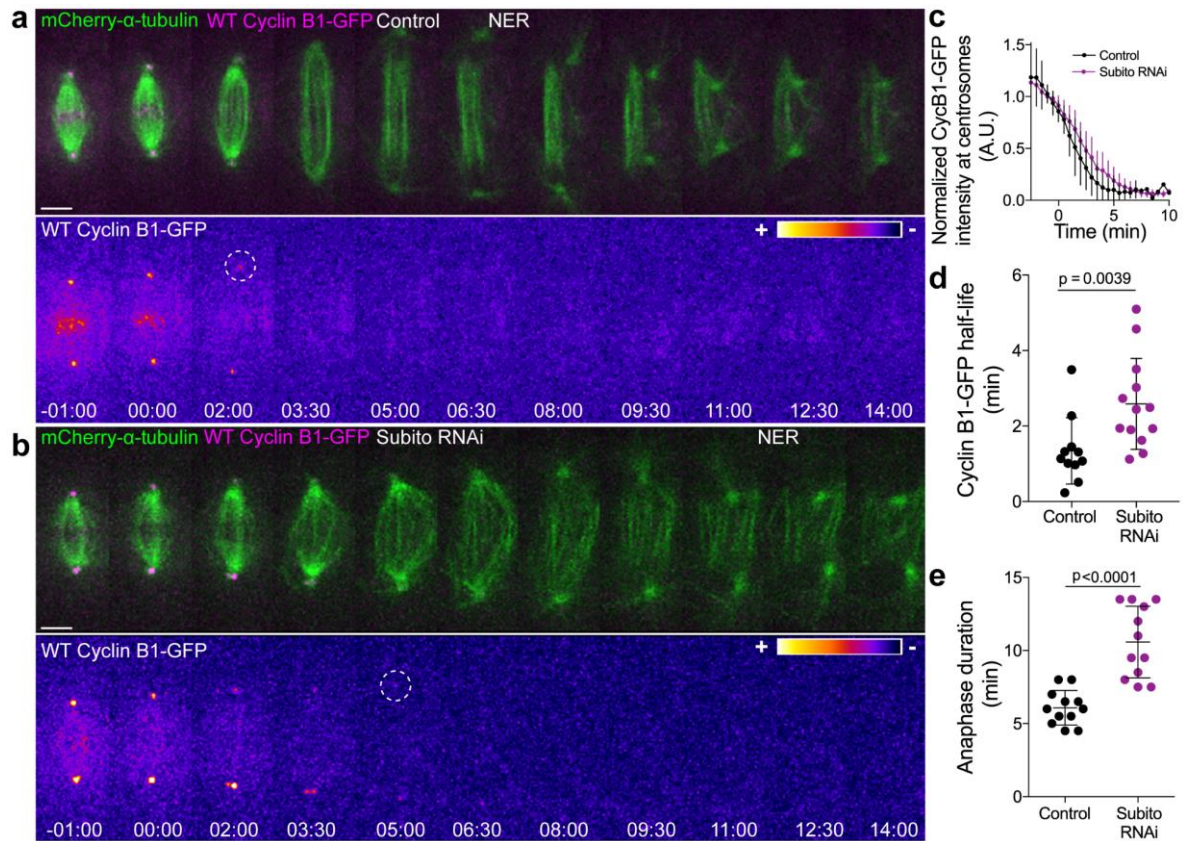 a
mCherry-α-tubulin WT Cyclin B1-GFP Control NER
WT Cyclin B1-GFP + -
-01:00 00:00 02:00 03:30 05:00 06:30 08:00 09:30 11:00 12:30 14:00
b
mCherry-α-tubulin WT Cyclin B1-GFP Subito RNAi NER
WT Cyclin B1-GFP + -
-01:00 00:00 02:00 03:30 05:00 06:30 08:00 09:30 11:00 12:30 14:00
c
Normalized CycB1-GFP
intensity at centrosomes
(A.U.)
1.5
1.0
0.5
0.0
Control
Subito RNAi
0 5 10
Time (min)
d
Cyclin B1-GFP half-life
(min)
6
4
2
0
p = 0.0039
Control Subito
RNAi
e
Anaphase duration
(min)
15
10
5
0
p<0.0001
Control Subito
RNAi